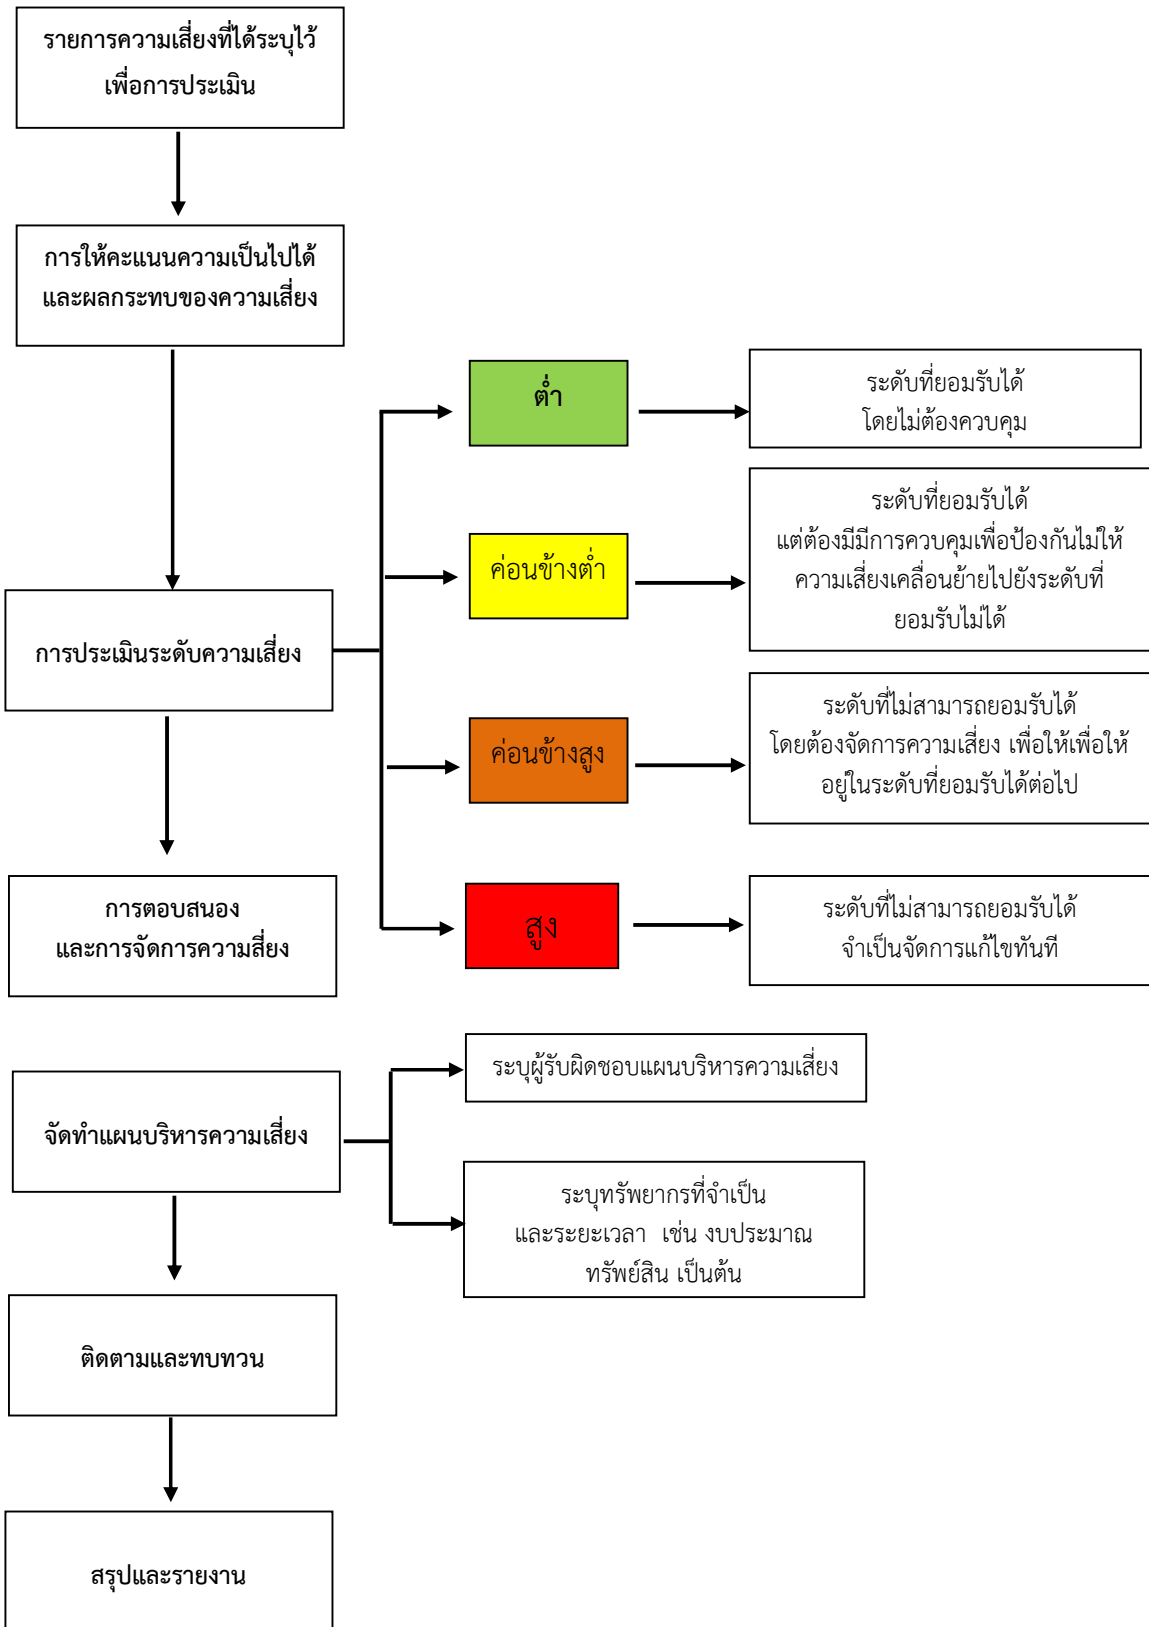 รายการความเสี่ยงที่ได้ระบุไว้
เพื่อการประเมิน
การให้คะแนนความเป็นไปได้
และผลกระทบของความเสี่ยง
ต่ำ
ระดับที่ยอมรับได้
โดยไม่ต้องควบคุม
ค่อนข้างต่ำ
ระดับที่ยอมรับได้
แต่ต้องมีมีการควบคุมเพื่อป้องกันไม่ให้
ความเสี่ยงเคลื่อนย้ายไปยังระดับที่
ยอมรับไม่ได้
การประเมินระดับความเสี่ยง
ค่อนข้างสูง
ระดับที่ไม่สามารถยอมรับได้
โดยต้องจัดการความเสี่ยง เพื่อให้เพื่อให้
อยู่ในระดับที่ยอมรับได้ต่อไป
การตอบสนอง
และการจัดการความสี่ยง
สูง
ระดับที่ไม่สามารถยอมรับได้
จำเป็นจัดการแก้ไขทันที
จัดทำแผนบริหารความเสี่ยง
ระบุผู้รับผิดชอบแผนบริหารความเสี่ยง
ระบุทรัพยากรที่จำเป็น
และระยะเวลา เช่น งบประมาณ
ทรัพย์สิน เป็นต้น
ติดตามและทบทวน
สรุปและรายงาน